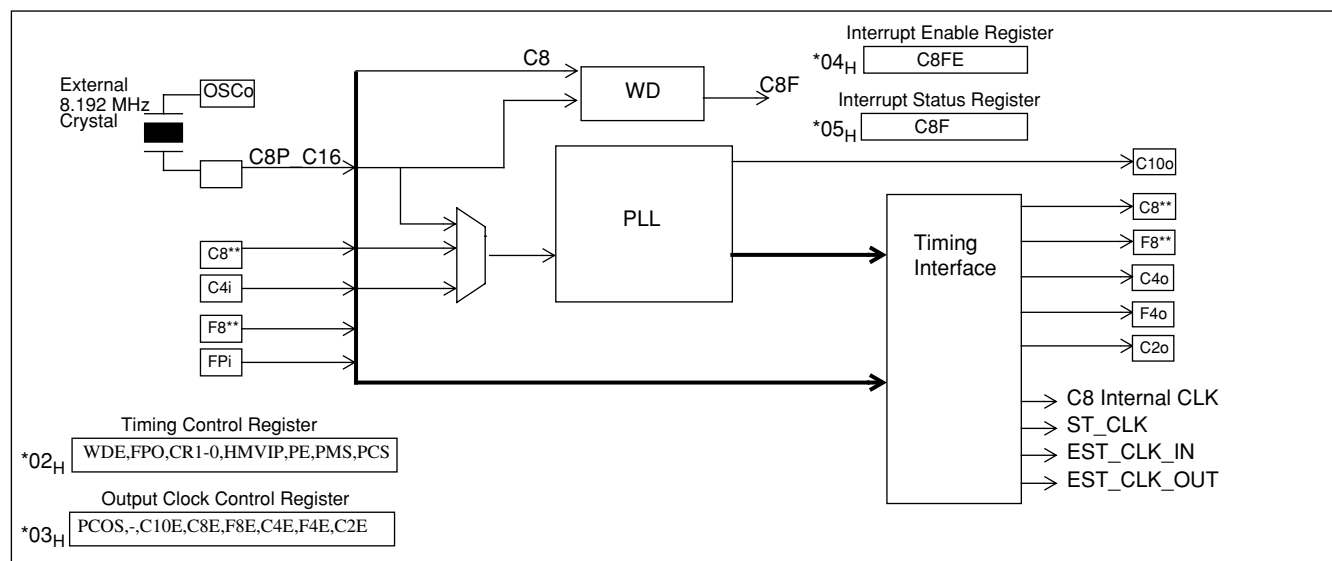 Interrupt Enable Register
*04H
C8FE
Interrupt Status Register
*05H
C8F
External
8.192 MHz
Crystal
OSCo
C8P_C16
C8
WD
C8F
C8**
C4i
F8**
FPi
PLL
Timing
Interface
C10o
C8**
F8**
C4o
F4o
C2o
C8 Internal CLK
ST_CLK
EST_CLK_IN
EST_CLK_OUT
Timing Control Register
*02H
WDE,FPO,CR1-0,HMVIP,PE,PMS,PCS
Output Clock Control Register
*03H
PCOS,-,C10E,C8E,F8E,C4E,F4E,C2E